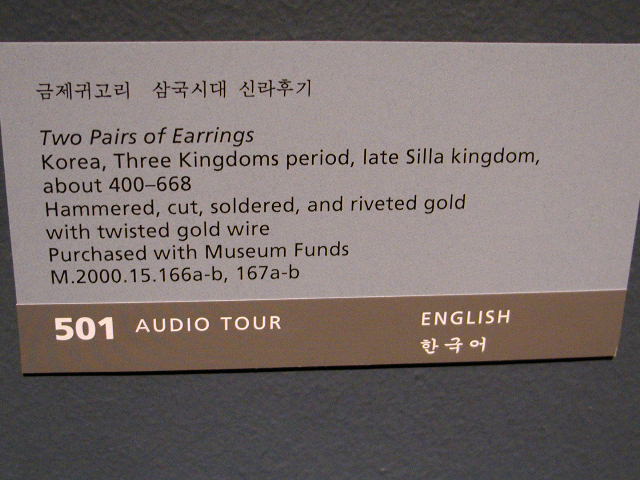 금제귀고리 삼국시대 신라후기
Two Pairs of Earrings
Korea, Three Kingdoms period, late Silla kingdom,
about 400–668
Hammered, cut, soldered, and riveted gold
with twisted gold wire
Purchased with Museum Funds
M.2000.15.166a-b, 167a-b
501 AUDIO TOUR ENGLISH
한국어